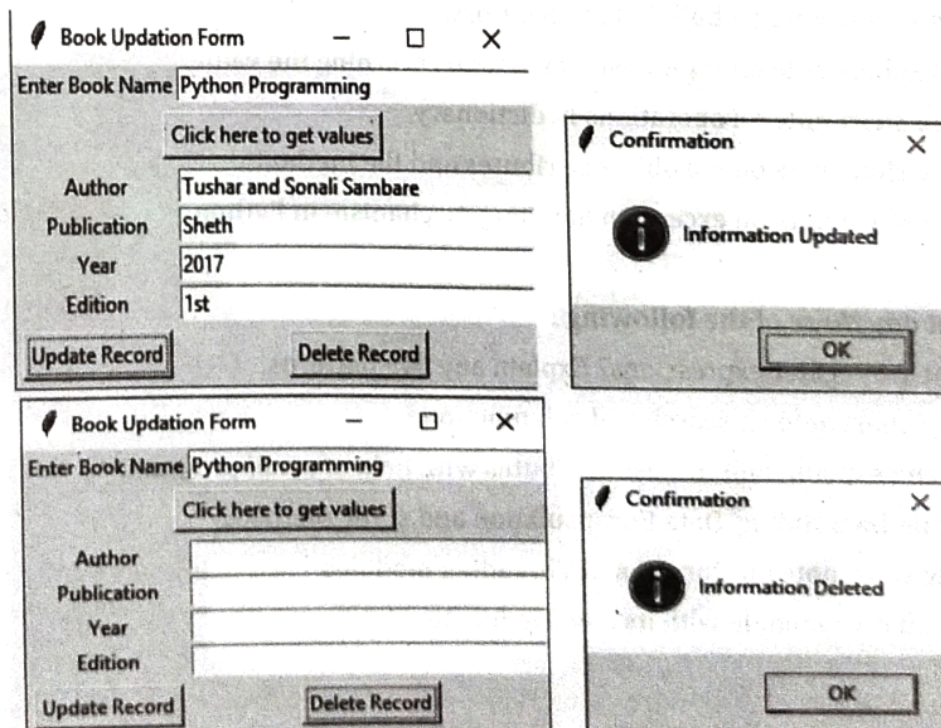 Book Updation Form
Enter Book Name Python Programming
Click here to get values
Author Tushar and Sonali Sambare
Publication Sheth
Year 2017
Edition 1st
Update Record Delete Record
Confirmation
Information Updated
OK
Book Updation Form
Enter Book Name Python Programming
Click here to get values
Author
Publication
Year
Edition
Update Record Delete Record
Confirmation
Information Deleted
OK